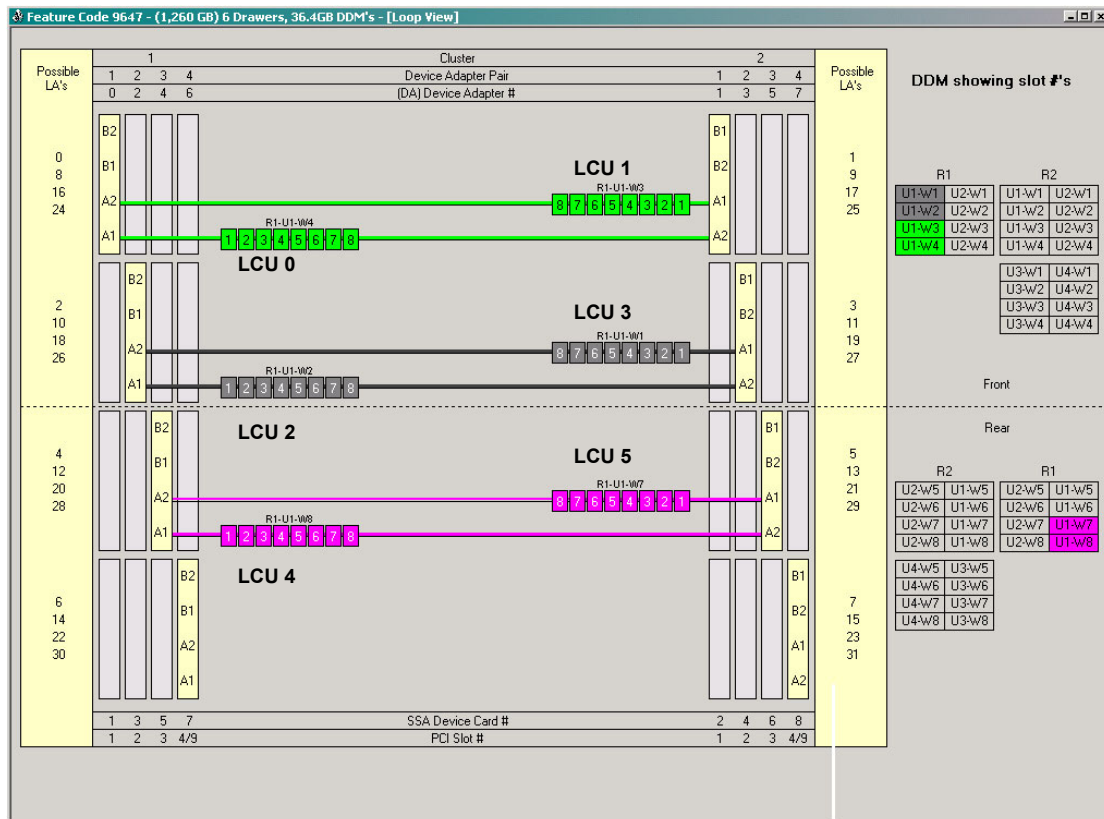 Feature Code 9647 - (1,260 GB) 6 Drawers, 36.4GB DDM's - [Loop View]
Possible LA's
1 Cluster 2
1 2 3 4 Device Adapter Pair 1 2 3 4
0 2 4 6 (DA) Device Adapter # 1 3 5 7
Possible LA's
DDM showing slot #'s
0
8
16
24
B2
B1
A2
A1
LCU 1
R1-U1-W3
8 7 6 5 4 3 2 1
R1-U1-W4
1 2 3 4 5 6 7 8
LCU 0
B1
B2
A1
A2
1
9
17
25
2
10
18
26
B2
B1
A2
A1
LCU 3
R1-U1-W1
8 7 6 5 4 3 2 1
R1-U1-W2
1 2 3 4 5 6 7 8
LCU 2
B1
B2
A1
A2
3
11
19
27
4
12
20
28
B2
B1
A2
A1
LCU 5
R1-U1-W7
8 7 6 5 4 3 2 1
R1-U1-W8
1 2 3 4 5 6 7 8
LCU 4
B1
B2
A1
A2
5
13
21
29
6
14
22
30
B2
B1
A2
A1
B1
B2
A1
A2
7
15
23
31
1 3 5 7 SSA Device Card # 2 4 6 8
1 2 3 4/9 PCI Slot # 1 2 3 4/9
R1 R2
U1-W1 U2-W1 U1-W1 U2-W1
U1-W2 U2-W2 U1-W2 U2-W2
U1-W3 U2-W3 U1-W3 U2-W3
U1-W4 U2-W4 U1-W4 U2-W4
U3-W1 U4-W1
U3-W2 U4-W2
U3-W3 U4-W3
U3-W4 U4-W4
Front
Rear
R2 R1
U2-W5 U1-W5 U2-W5 U1-W5
U2-W6 U1-W6 U2-W6 U1-W6
U2-W7 U1-W7 U2-W7 U1-W7
U2-W8 U1-W8 U2-W8 U1-W8
U4-W5 U3-W5
U4-W6 U3-W6
U4-W7 U3-W7
U4-W8 U3-W8